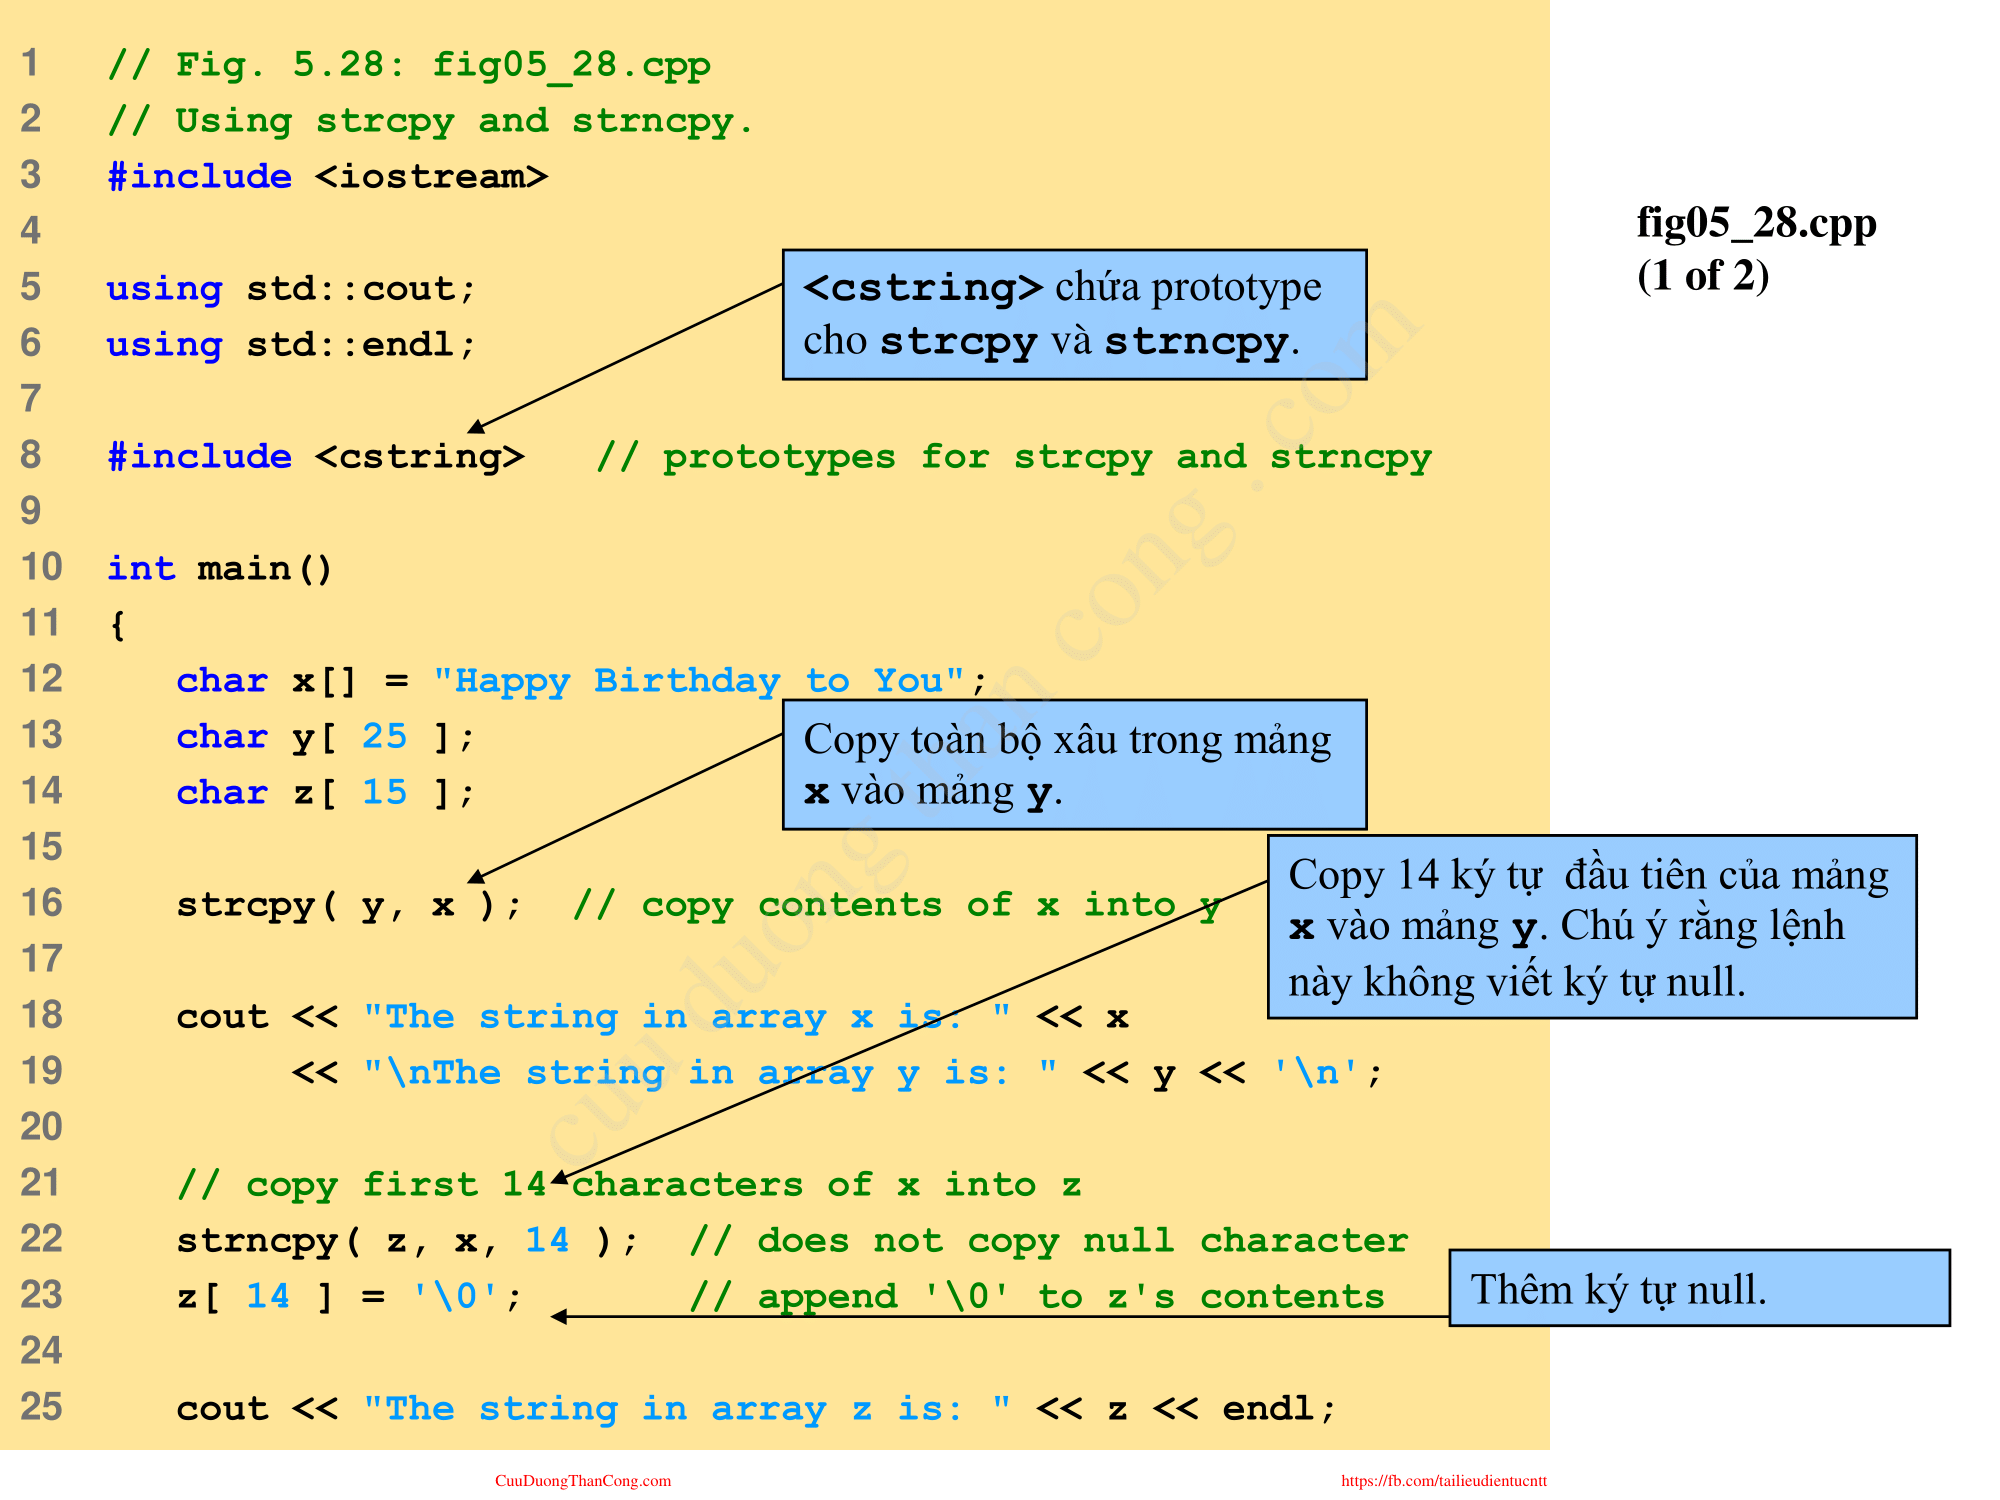 1 // Fig. 5.28: fig05_28.cpp
2 // Using strcpy and strncpy.
3 #include <iostream>
4
5 using std::cout;
6 using std::endl;
7
8 #include <cstring> // prototypes for strcpy and strncpy
9
10 int main()
11 {
12 char x[] = "Happy Birthday to You";
13 char y[ 25 ];
14 char z[ 15 ];
15
16 strcpy( y, x ); // copy contents of x into y
17
18 cout << "The string in array x is: " << x
19 << "\nThe string in array y is: " << y << '\n';
20
21 // copy first 14 characters of x into z
22 strncpy( z, x, 14 ); // does not copy null character
23 z[ 14 ] = '\0'; // append '\0' to z's contents
24
25 cout << "The string in array z is: " << z << endl;
<cstring> chứa prototype
cho strcpy và strncpy.
Copy toàn bộ xâu trong mảng
x vào mảng y.
Copy 14 ký tự đầu tiên của mảng
x vào mảng y. Chú ý rằng lệnh
này không viết ký tự null.
Thêm ký tự null.
fig05_28.cpp
(1 of 2)
cuu duong than cong . com
CuuDuongThanCong.com
https://fb.com/tailieudientucntt